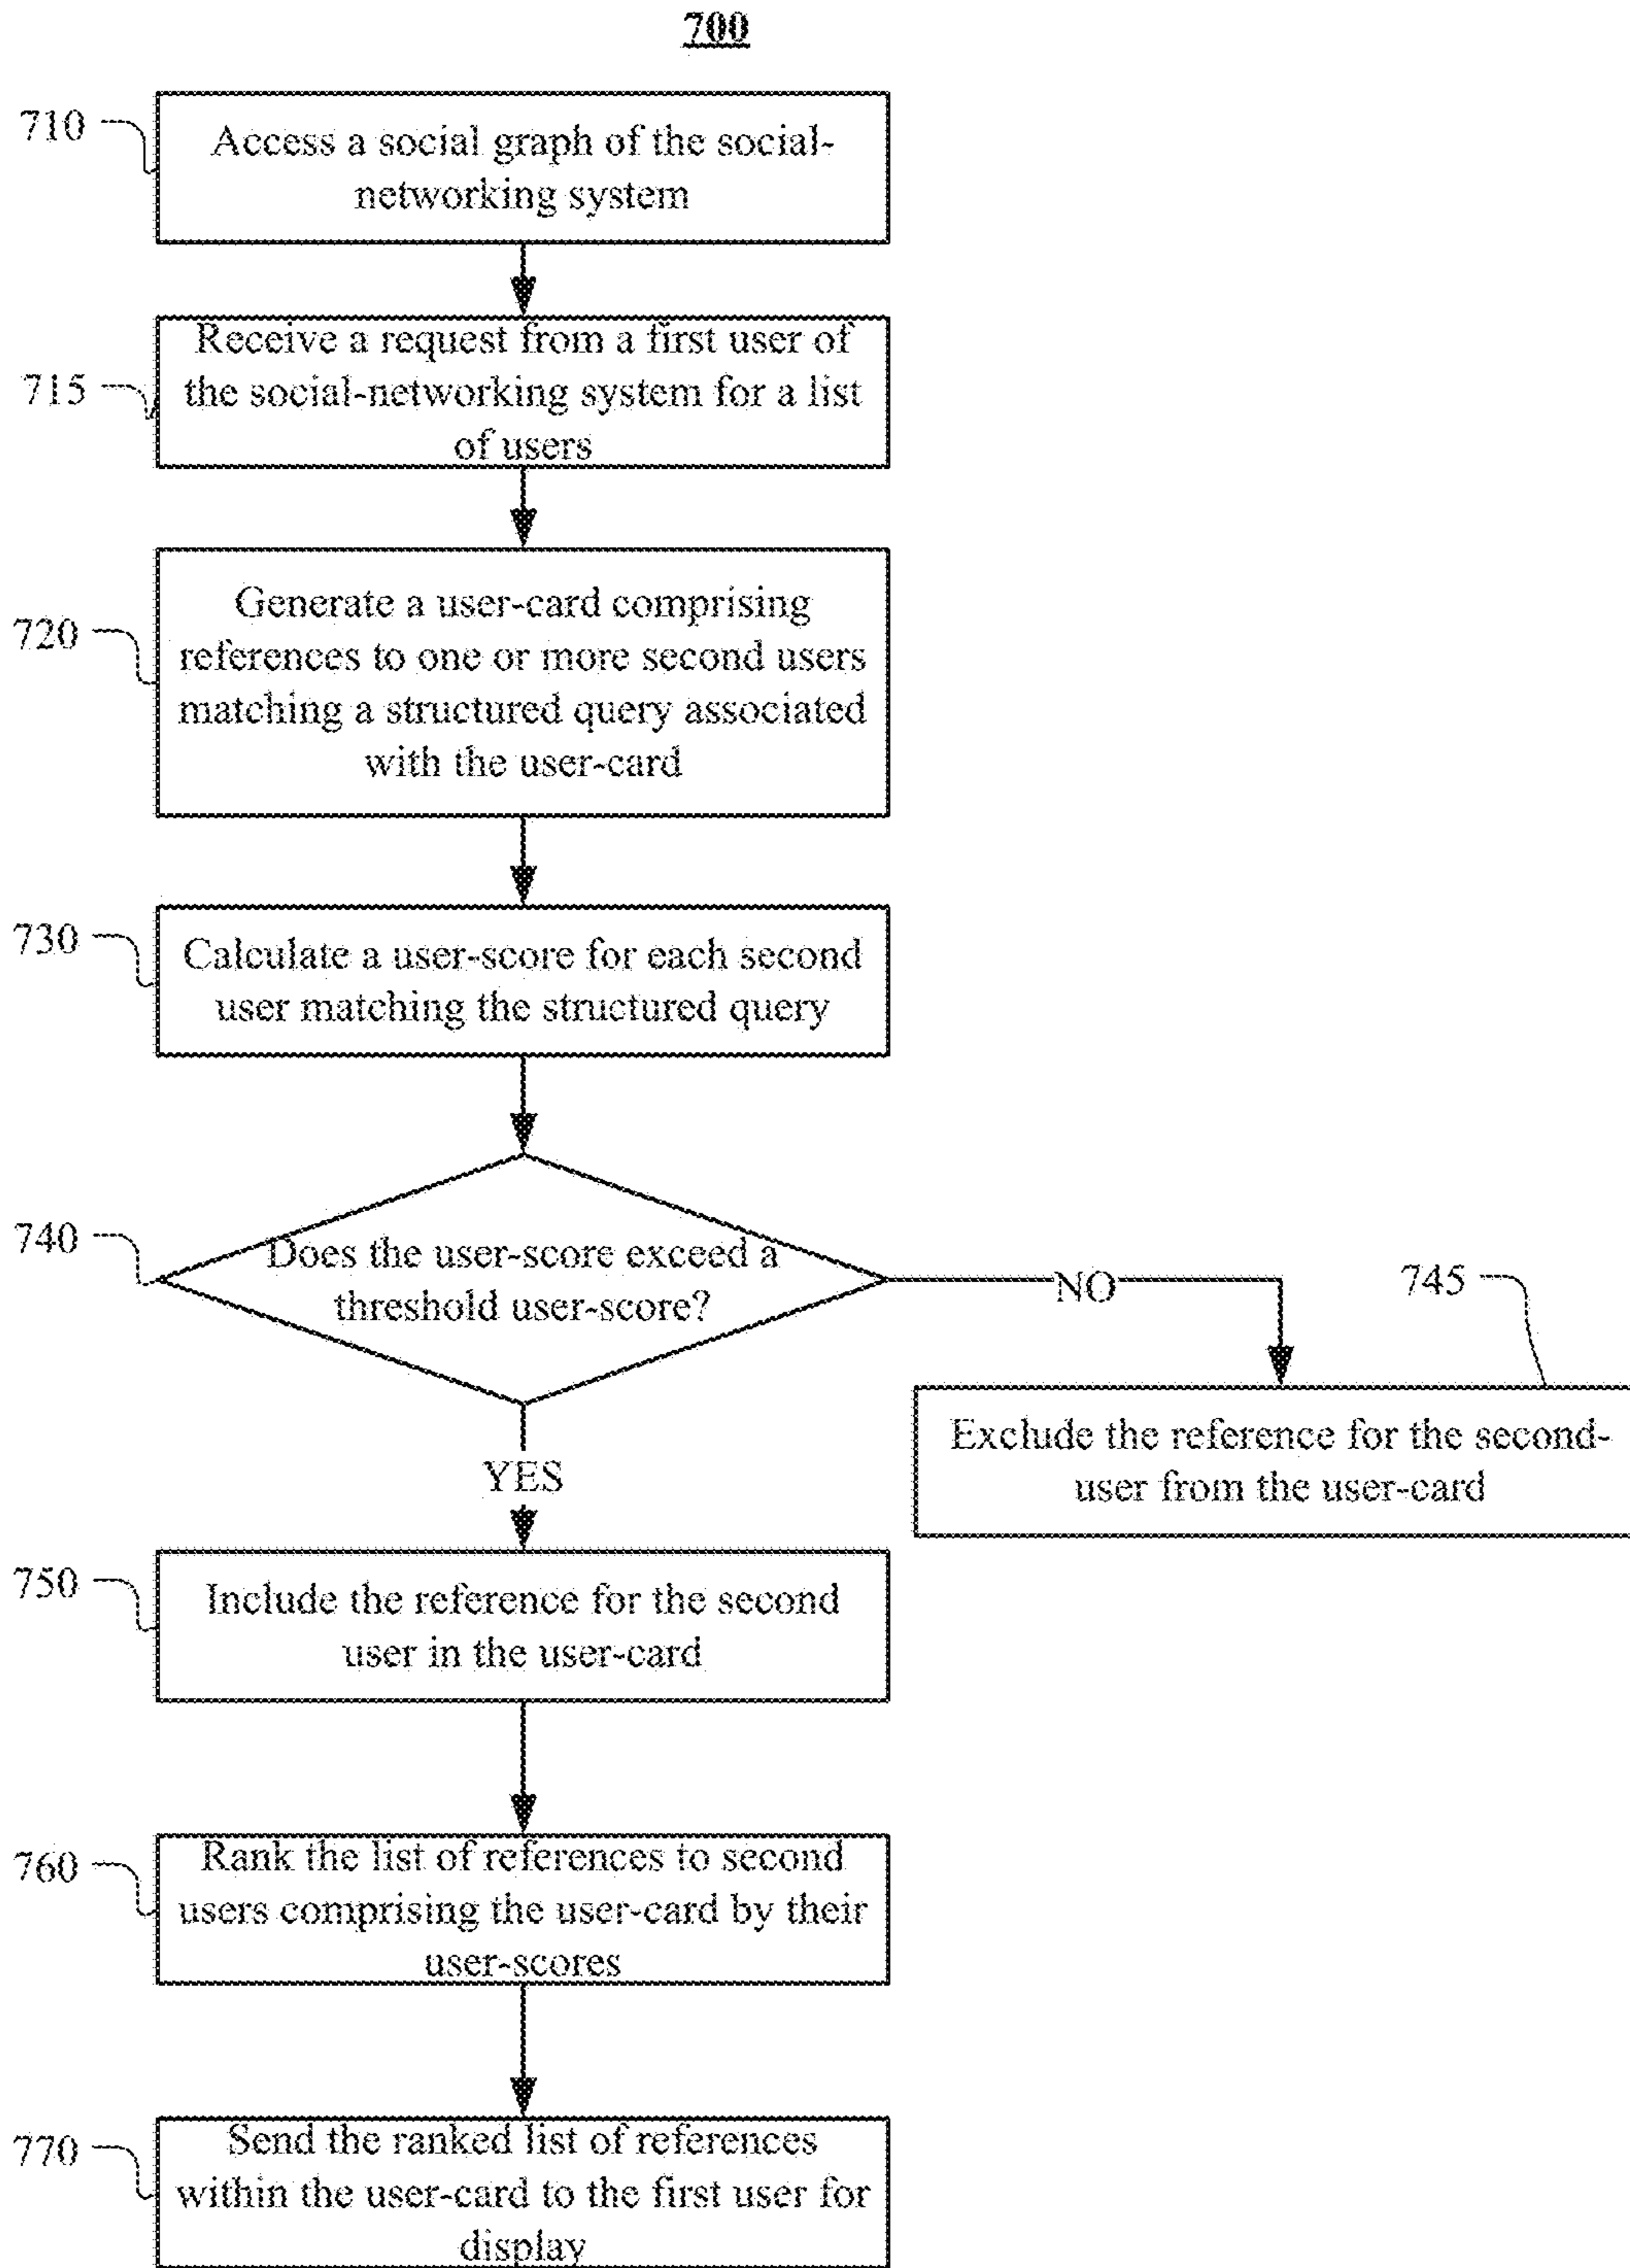 700
710
Access a social graph of the social-
networking system
715
Receive a request from a first user of
the social-networking system for a list
of users
720
Generate a user-card comprising
references to one or more second users
matching a structured query associated
with the user-card
730
Calculate a user-score for each second
user matching the structured query
740
Does the user-score exceed a
threshold user-score?
NO
745
Exclude the reference for the second-
user from the user-card
YES
750
Include the reference for the second
user in the user-card
760
Rank the list of references to second
users comprising the user-card by their
user-scores
770
Send the ranked list of references
within the user-card to the first user for
display